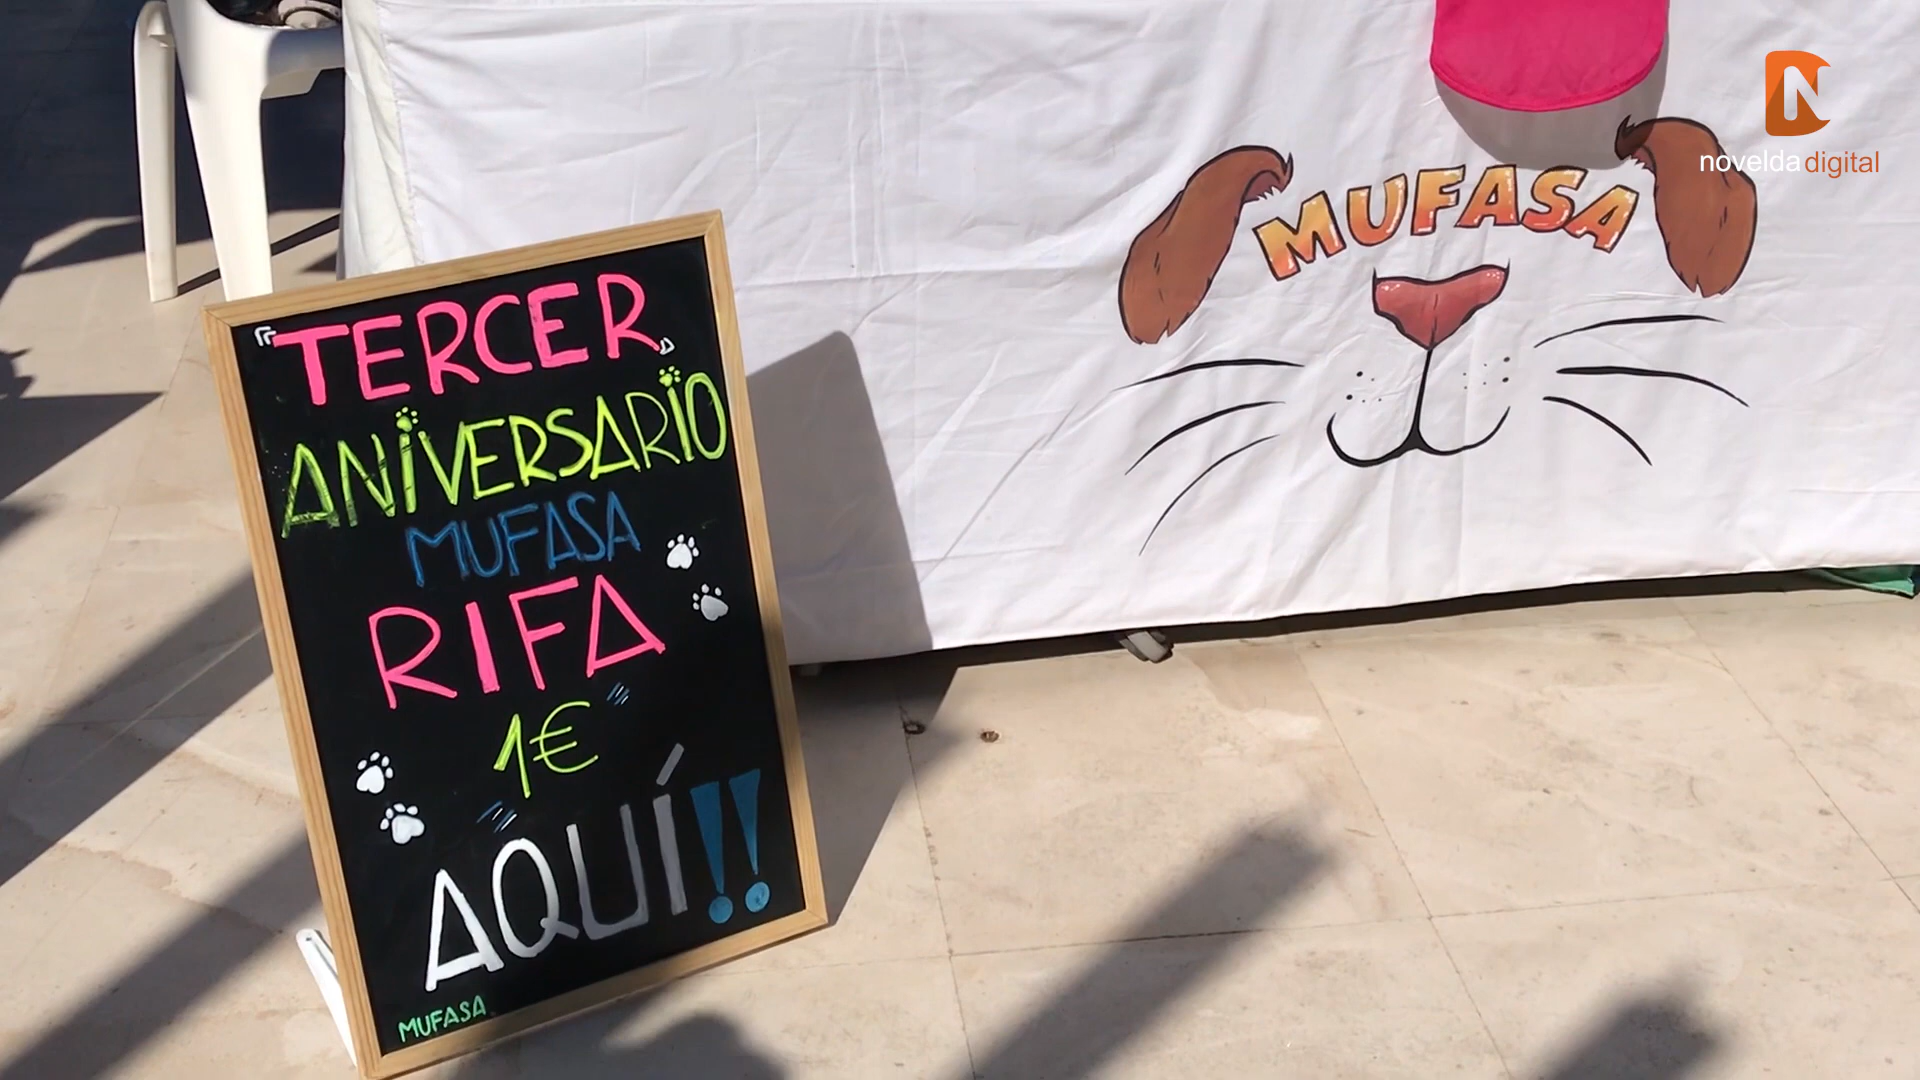 TERCER
ANIVERSARIO
MUFASA
RIFA
1€
AQUÍ!!
MUFASA
MUFASA
novelda digital